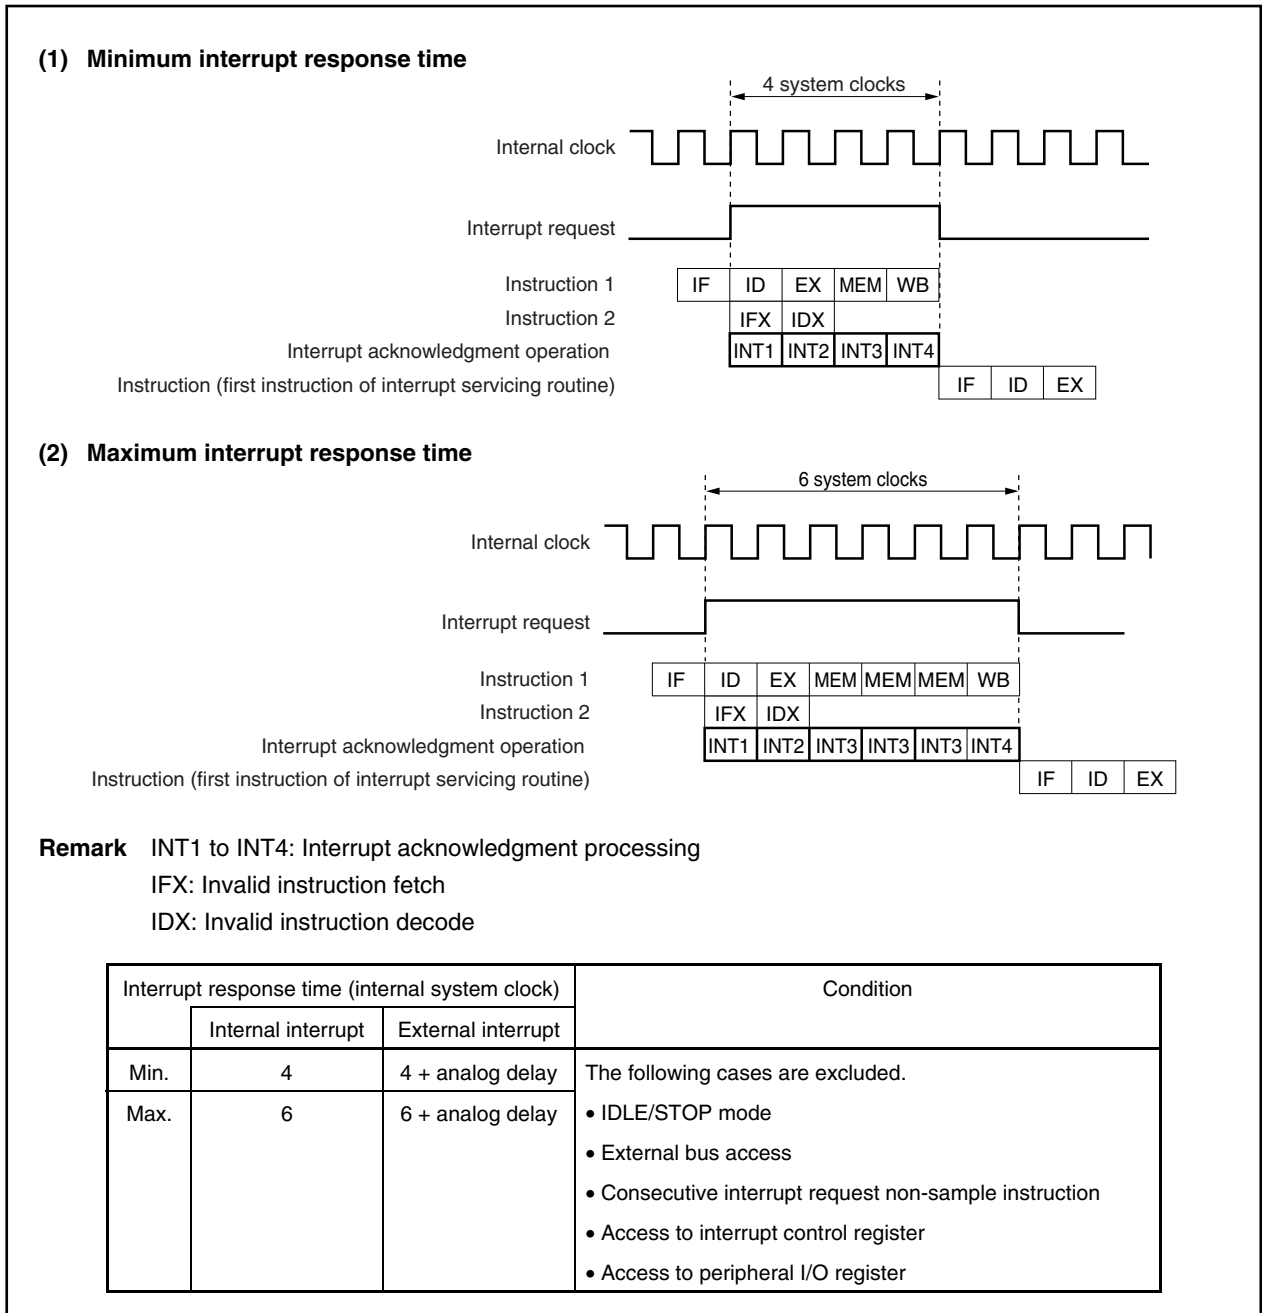 (1) Minimum interrupt response time
4 system clocks
Internal clock
Interrupt request
Instruction 1 IF ID EX MEM WB
Instruction 2 IFX IDX
Interrupt acknowledgment operation INT1 INT2 INT3 INT4
Instruction (first instruction of interrupt servicing routine) IF ID EX
(2) Maximum interrupt response time
6 system clocks
Internal clock
Interrupt request
Instruction 1 IF ID EX MEM MEM MEM WB
Instruction 2 IFX IDX
Interrupt acknowledgment operation INT1 INT2 INT3 INT3 INT3 INT4
Instruction (first instruction of interrupt servicing routine) IF ID EX
Remark INT1 to INT4: Interrupt acknowledgment processing
IFX: Invalid instruction fetch
IDX: Invalid instruction decode
Interrupt response time (internal system clock) Condition
Internal interrupt External interrupt
Min. 4 4 + analog delay The following cases are excluded.
Max. 6 6 + analog delay • IDLE/STOP mode
• External bus access
• Consecutive interrupt request non-sample instruction
• Access to interrupt control register
• Access to peripheral I/O register